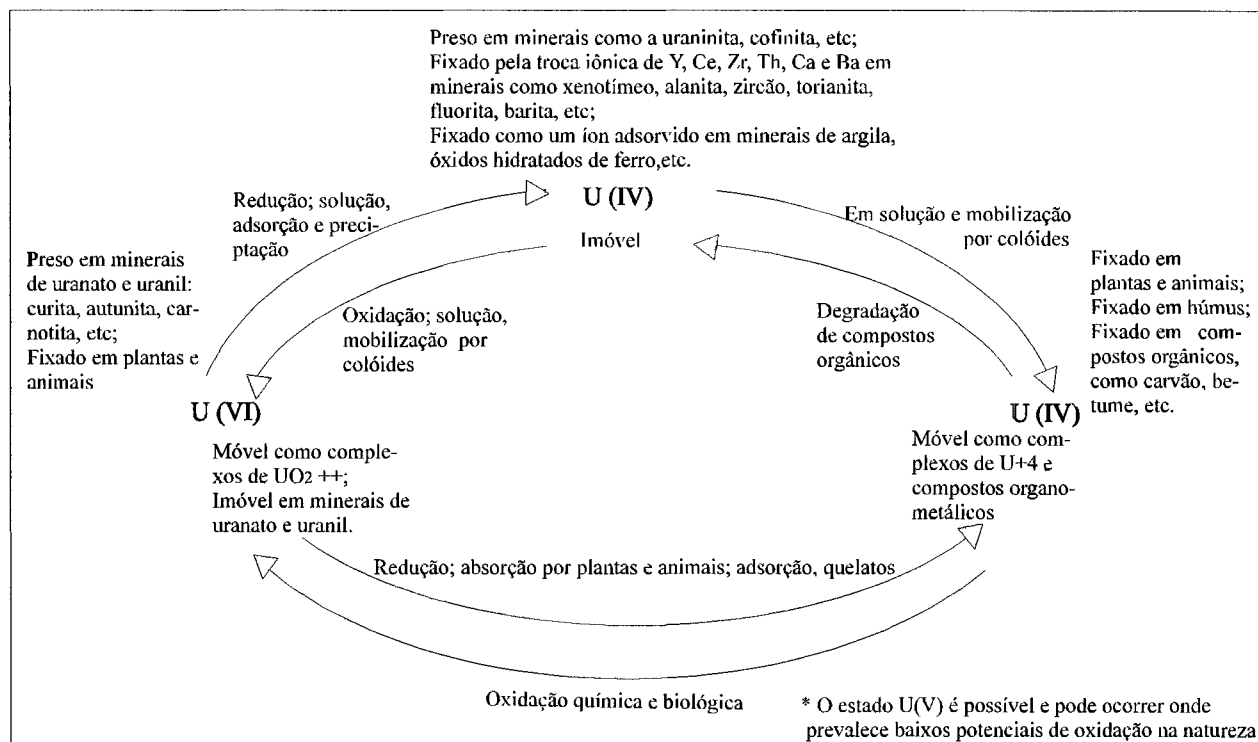 Preso em minerais como a uraninita, cofinita, etc;
Fixado pela troca iônica de Y, Ce, Zr, Th, Ca e Ba em
minerais como xenotímeo, alanita, zircão, torianita,
fluorita, barita, etc;
Fixado como um íon adsorvido em minerais de argila,
óxidos hidratados de ferro,etc.
U (IV)
Imóvel
Redução; solução,
adsorção e preci-
ptação
Em solução e mobilização
por colóides
Preso em minerais
de uranato e uranil:
curita, autunita, car-
notita, etc;
Fixado em plantas e
animais
Oxidação; solução,
mobilização por
colóides
Degradação
de compostos
orgânicos
Fixado em
plantas e animais;
Fixado em húmus;
Fixado em com-
postos orgânicos,
como carvão, be-
tume, etc.
U (VI)
Móvel como comple-
xos de UO2 ++;
Imóvel em minerais de
uranato e uranil.
U (IV)
Móvel como com-
plexos de U+4 e
compostos organo-
metálicos
Redução; absorção por plantas e animais; adsorção, quelatos
Oxidação química e biológica
* O estado U(V) é possível e pode ocorrer onde
prevalece baixos potenciais de oxidação na natureza